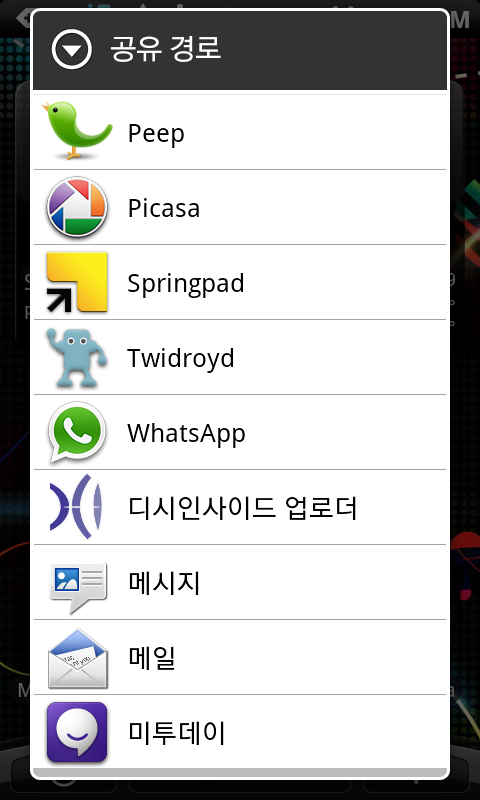 공유 경로
Peep
Picasa
Springpad
Twidroyd
WhatsApp
디시인사이드 업로더
메시지
메일
미투데이